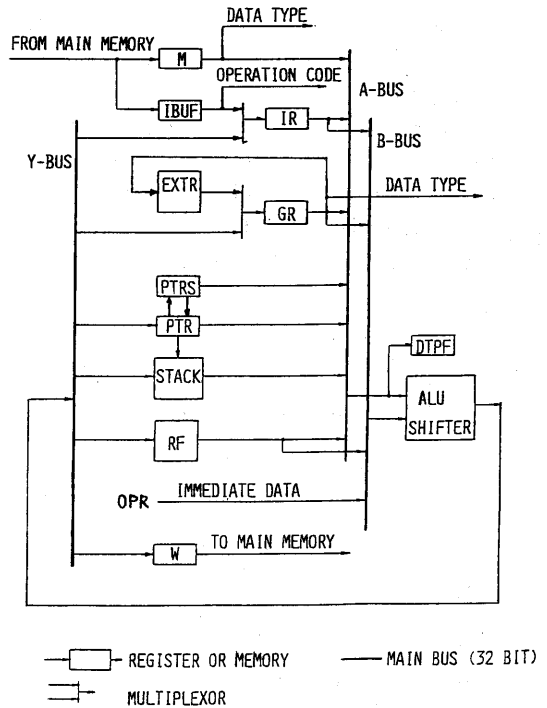 DATA TYPE
FROM MAIN MEMORY
M
OPERATION CODE
A-BUS
IBUF
IR
B-BUS
Y-BUS
EXTR
DATA TYPE
GR
PTRS
PTR
DTPF
STACK
ALU
SHIFTER
RF
IMMEDIATE DATA
OPR
TO MAIN MEMORY
W
REGISTER OR MEMORY
MAIN BUS (32 BIT)
MULTIPLEXOR